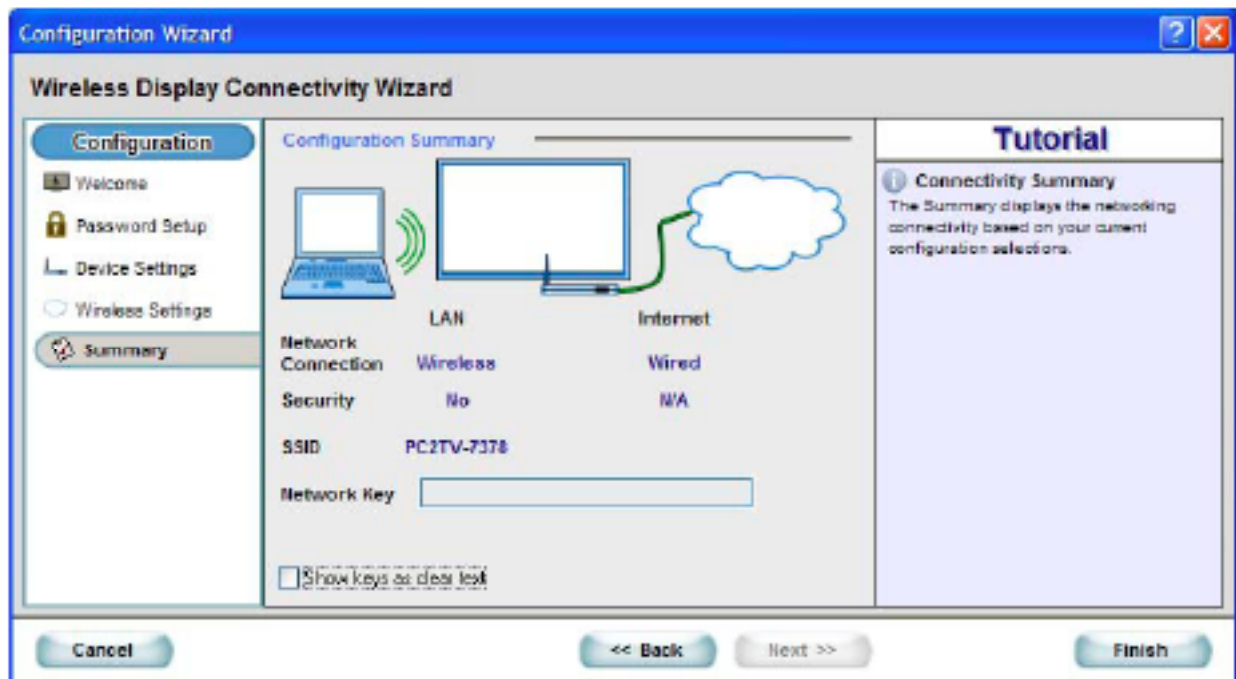 Configuration Wizard
Wireless Display Connectivity Wizard
Configuration
Welcome
Password Setup
Device Settings
Wireless Settings
Summary
Configuration Summary
LAN Internet
Network
Connection Wireless Wired
Security No N/A
SSID PC2TV-7378
Network Key
Show keys as clear text
Tutorial
Connectivity Summary
The Summary displays the networking
connectivity based on your current
configuration selections.
Cancel
<< Back
Next >>
Finish